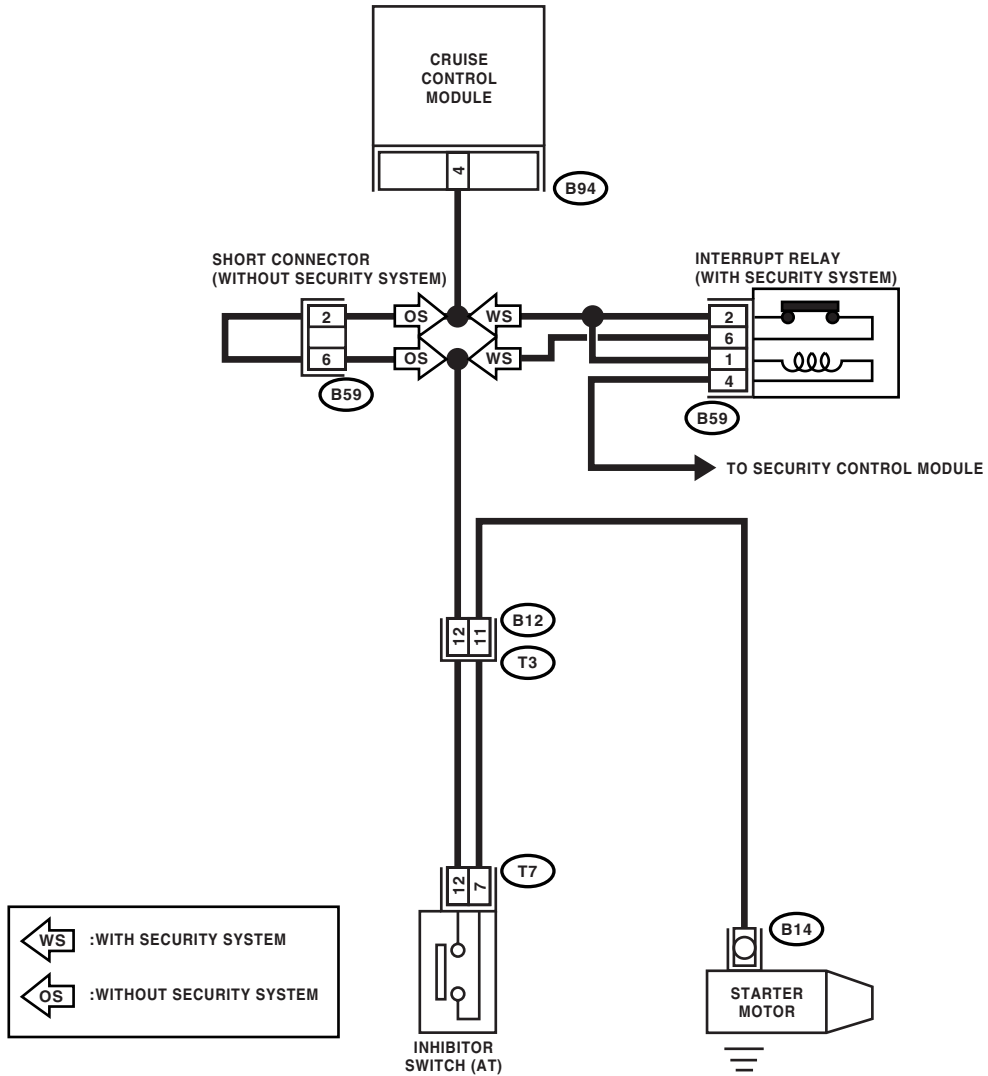 CRUISE
CONTROL
MODULE
4
B94
SHORT CONNECTOR
(WITHOUT SECURITY SYSTEM)
INTERRUPT RELAY
(WITH SECURITY SYSTEM)
2
OS
WS
2
6
6
OS
WS
1
4
B59
B59
TO SECURITY CONTROL MODULE
12
11
B12
T3
12
7
T7
WS :WITH SECURITY SYSTEM
OS :WITHOUT SECURITY SYSTEM
B14
STARTER
MOTOR
INHIBITOR
SWITCH (AT)